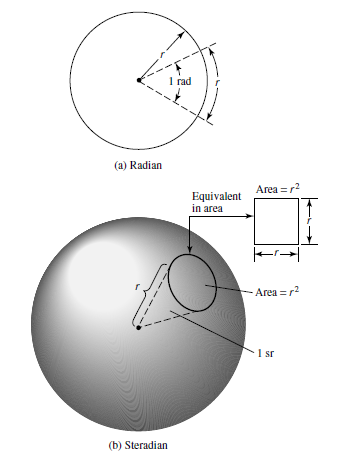 r
1 rad
r
(a) Radian
Equivalent
in area
Area = r²
r
r
r
Area = r²
1 sr
(b) Steradian